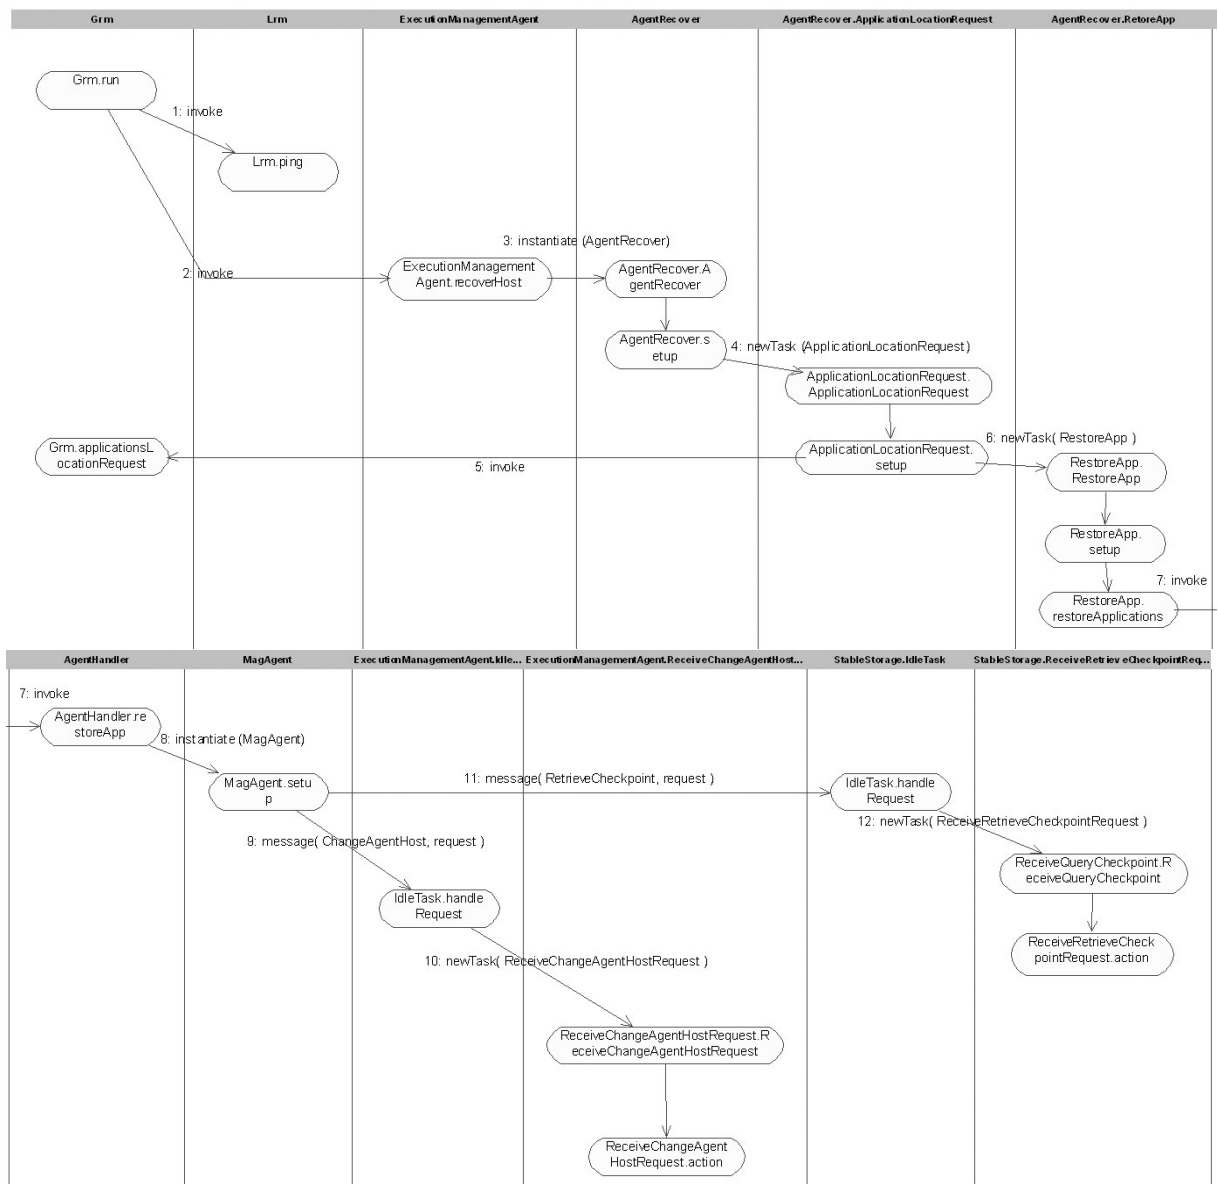 Grm
Lrm
ExecutionManagementAgent
AgentRecover
AgentRecover.ApplicationLocationRequest
AgentRecover.RetoreApp
Grm.run
1: invoke
Lrm.ping
3: instantiate (AgentRecover)
2: invoke
ExecutionManagement
Agent.recoverHost
AgentRecover.A
gentRecover
AgentRecover.s
etup
4: newTask (ApplicationLocationRequest)
ApplicationLocationRequest.
ApplicationLocationRequest
Grm.applicationsL
ocationRequest
5: invoke
ApplicationLocationRequest.
setup
6: newTask( RestoreApp )
RestoreApp.
RestoreApp
RestoreApp.
setup
7: invoke
RestoreApp.
restoreApplications
AgentHandler
MagAgent
ExecutionManagementAgent.Idle...
ExecutionManagementAgent.ReceiveChangeAgentHost...
StableStorage.IdleTask
StableStorage.ReceiveRetrieveCheckpointReq...
7: invoke
AgentHandler.re
storeApp
8: instantiate (MagAgent)
MagAgent.setu
p
11: message( RetrieveCheckpoint, request )
IdleTask.handle
Request
12: newTask( ReceiveRetrieveCheckpointRequest )
9: message( ChangeAgentHost, request )
ReceiveQueryCheckpoint.R
eceiveQueryCheckpoint
IdleTask.handle
Request
ReceiveRetrieveCheck
pointRequest.action
10: newTask( ReceiveChangeAgentHostRequest )
ReceiveChangeAgentHostRequest.R
eceiveChangeAgentHostRequest
ReceiveChangeAgent
HostRequest.action